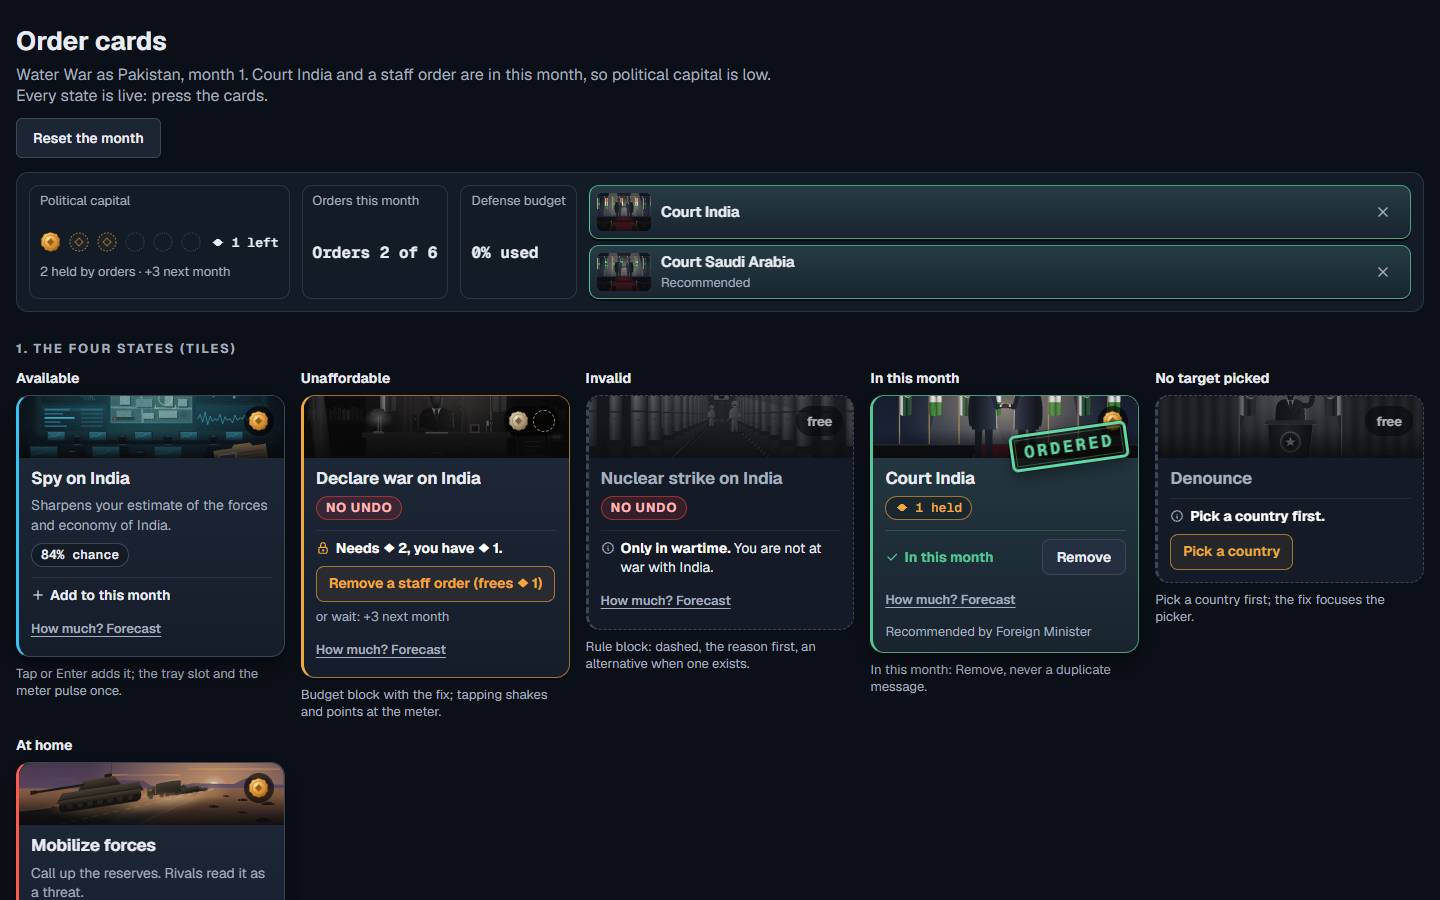 Order cards
Water War as Pakistan, month 1. Court India and a staff order are in this month, so political capital is low.
Every state is live: press the cards.
Reset the month
Political capital
1 left
2 held by orders · +3 next month
Orders this month
Orders 2 of 6
Defense budget
0% used
Court India
Court Saudi Arabia
Recommended
1. THE FOUR STATES (TILES)
Available
Spy on India
Sharpens your estimate of the forces
and economy of India.
84% chance
Add to this month
How much? Forecast
Tap or Enter adds it; the tray slot and the
meter pulse once.
Unaffordable
Declare war on India
NO UNDO
Needs ◆ 2, you have ◆ 1.
Remove a staff order (frees ◆ 1)
or wait: +3 next month
How much? Forecast
Budget block with the fix; tapping shakes
and points at the meter.
Invalid
free
Nuclear strike on India
NO UNDO
Only in wartime. You are not at
war with India.
How much? Forecast
Rule block: dashed, the reason first, an
alternative when one exists.
In this month
ORDERED
Court India
◆ 1 held
In this month
Remove
How much? Forecast
Recommended by Foreign Minister
In this month: Remove, never a duplicate
message.
No target picked
free
Denounce
Pick a country first.
Pick a country
Pick a country first; the fix focuses the
picker.
At home
Mobilize forces
Call up the reserves. Rivals read it as
a threat.